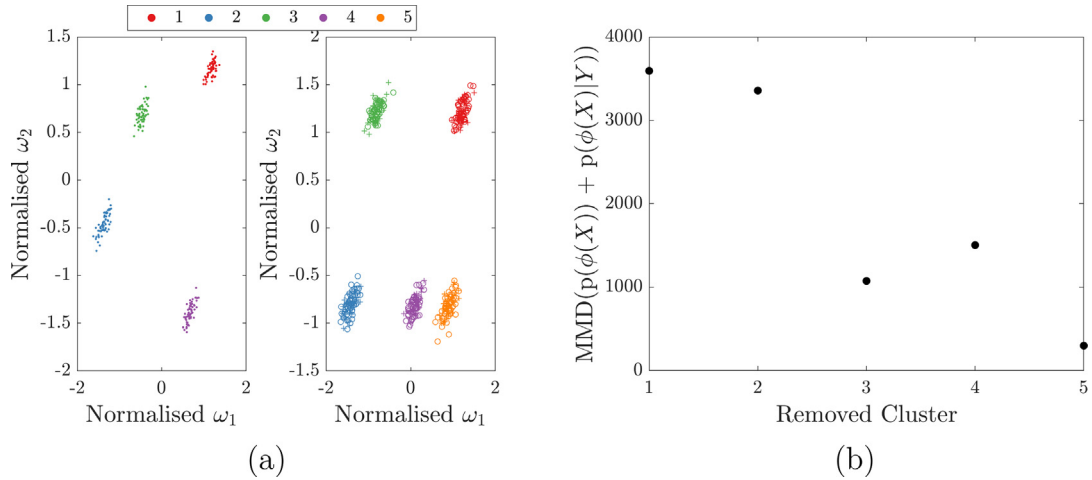 1 2 3 4 5
1.5
1
0.5
0
-0.5
-1
-1.5
-2
-2 0 2
Normalised ω₂
Normalised ω₁
2
1.5
1
0.5
0
-0.5
-1
-1.5
-2 0 2
Normalised ω₂
Normalised ω₁
(a)
4000
3000
2000
1000
0
1 2 3 4 5
MMD(p(ϕ(X)) + p(ϕ(X)|Y))
Removed Cluster
(b)